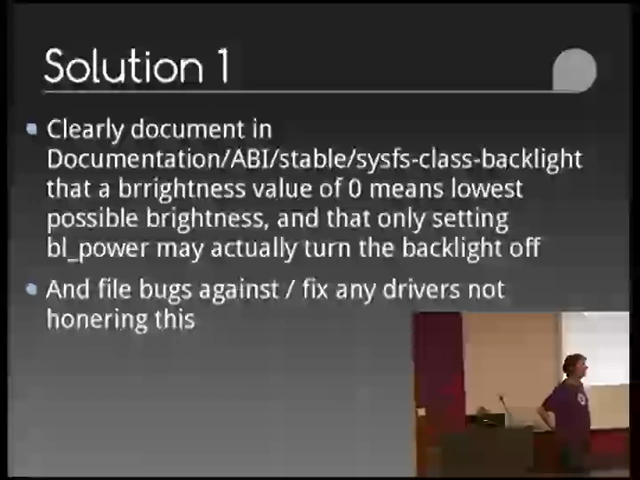 Solution 1
Clearly document in
Documentation/ABI/stable/sysfs-class-backlight
that a brrightness value of 0 means lowest
possible brightness, and that only setting
bl_power may actually turn the backlight off
And file bugs against / fix any drivers not
honering this